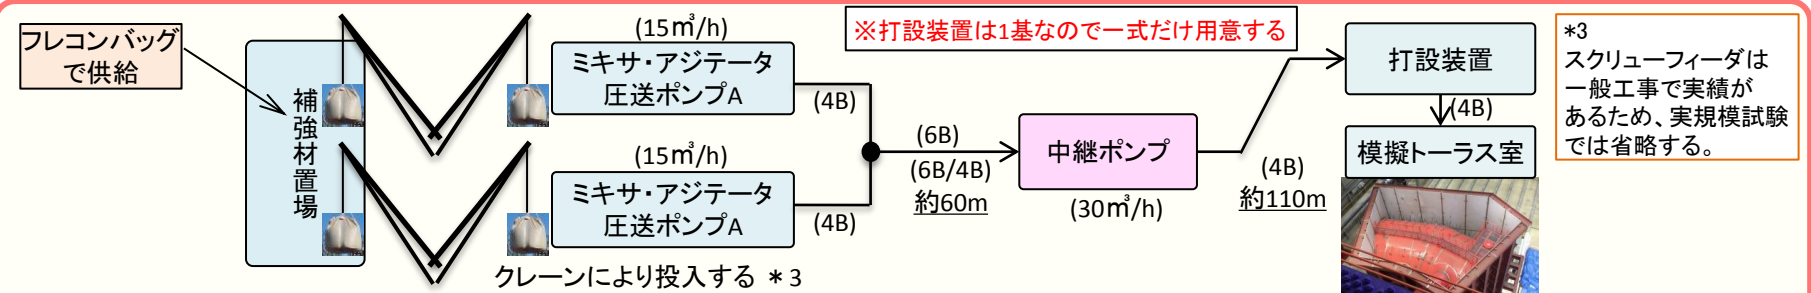 フレコンバッグ
で供給
補強材置場
(15㎥/h)
ミキサ・アジテータ
圧送ポンプA
(4B)
(15㎥/h)
ミキサ・アジテータ
圧送ポンプA
(4B)
クレーンにより投入する ＊3
※打設装置は1基なので一式だけ用意する
(6B)
(6B/4B)
約60m
中継ポンプ
(30㎥/h)
(4B)
約110m
打設装置
(4B)
模擬トーラス室
*3
スクリューフィーダは
一般工事で実績が
あるため、実規模試験
では省略する。